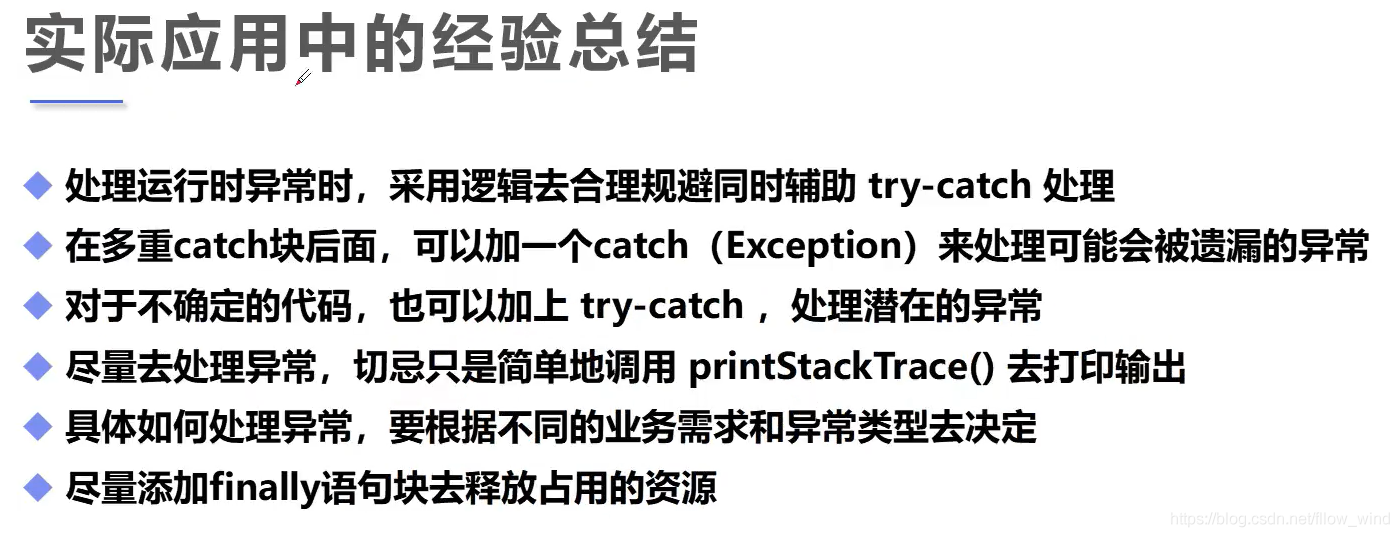 实际应用中的经验总结
处理运行时异常时，采用逻辑去合理规避同时辅助 try-catch 处理
在多重catch块后面，可以加一个catch（Exception）来处理可能会被遗漏的异常
对于不确定的代码，也可以加上 try-catch ，处理潜在的异常
尽量去处理异常，切忌只是简单地调用 printStackTrace() 去打印输出
具体如何处理异常，要根据不同的业务需求和异常类型去决定
尽量添加finally语句块去释放占用的资源
https://blog.csdn.net/fllow_wind